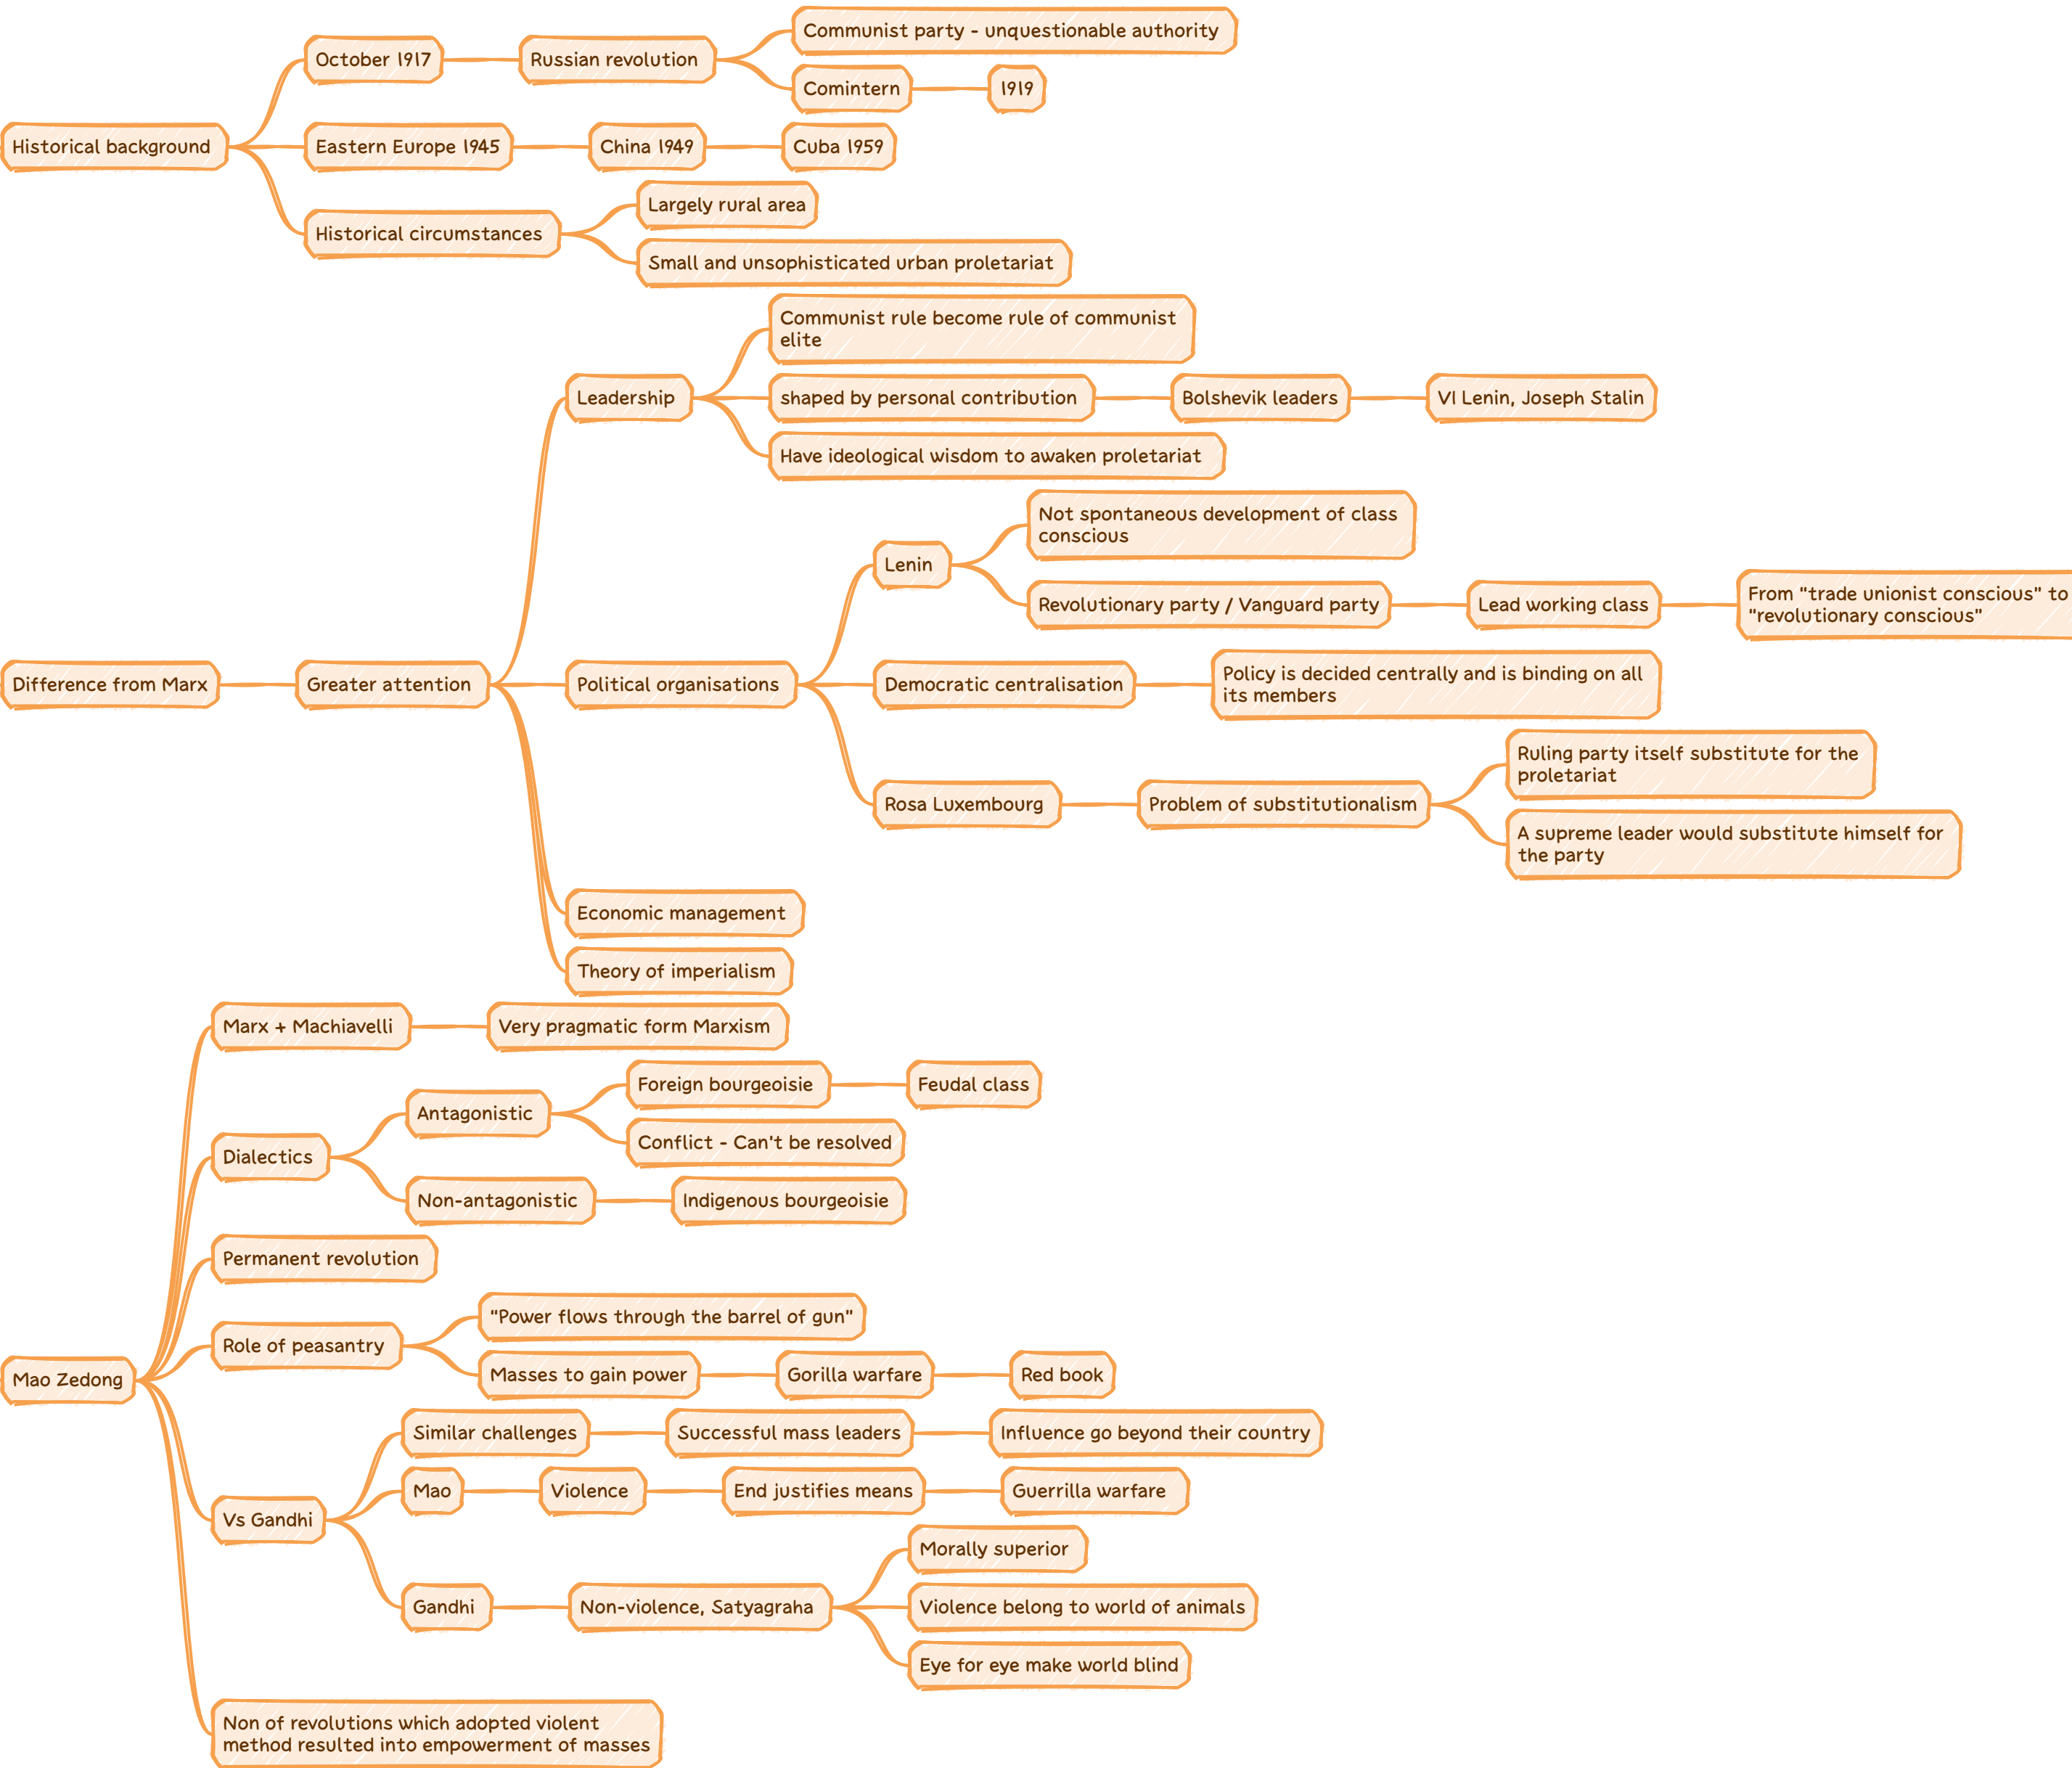 Historical background
October 1917
Russian revolution
Communist party - unquestionable authority
Comintern
1919
Eastern Europe 1945
China 1949
Cuba 1959
Historical circumstances
Largely rural area
Small and unsophisticated urban proletariat
Difference from Marx
Greater attention
Leadership
Communist rule become rule of communist
elite
shaped by personal contribution
Bolshevik leaders
VI Lenin, Joseph Stalin
Have ideological wisdom to awaken proletariat
Political organisations
Lenin
Not spontaneous development of class
conscious
Revolutionary party / Vanguard party
Lead working class
From "trade unionist conscious" to
"revolutionary conscious"
Democratic centralisation
Policy is decided centrally and is binding on all
its members
Rosa Luxembourg
Problem of substitutionalism
Ruling party itself substitute for the
proletariat
A supreme leader would substitute himself for
the party
Economic management
Theory of imperialism
Mao Zedong
Marx + Machiavelli
Very pragmatic form Marxism
Dialectics
Antagonistic
Foreign bourgeoisie
Feudal class
Conflict - Can't be resolved
Non-antagonistic
Indigenous bourgeoisie
Permanent revolution
Role of peasantry
"Power flows through the barrel of gun"
Masses to gain power
Gorilla warfare
Red book
Vs Gandhi
Similar challenges
Successful mass leaders
Influence go beyond their country
Mao
Violence
End justifies means
Guerrilla warfare
Gandhi
Non-violence, Satyagraha
Morally superior
Violence belong to world of animals
Eye for eye make world blind
Non of revolutions which adopted violent
method resulted into empowerment of masses